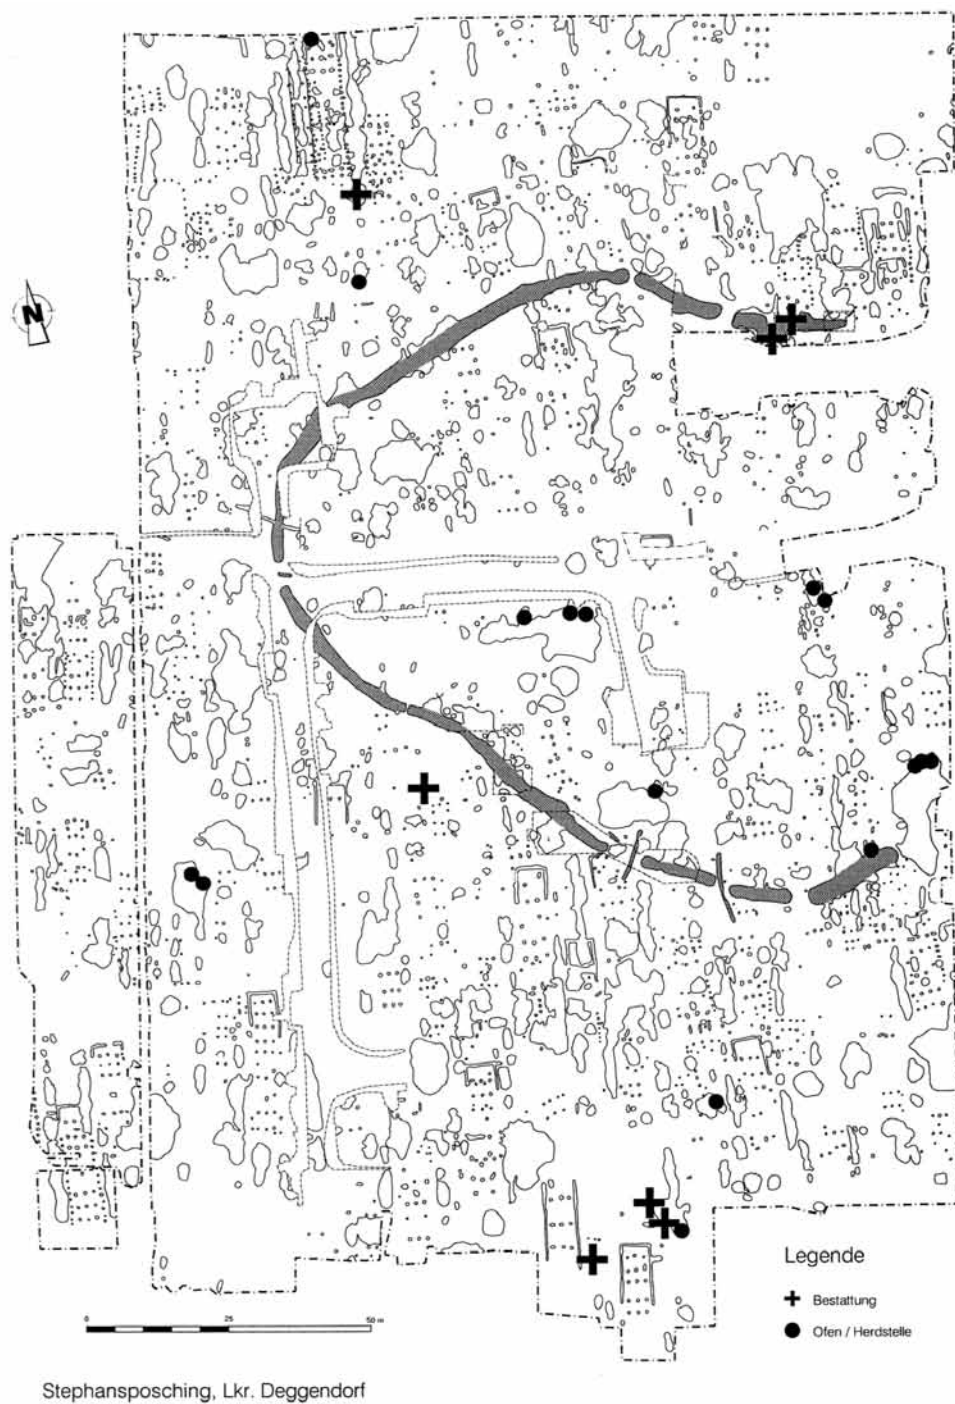 N
Legende
Bestattung
Ofen / Herdstelle
0 25 50 m
Stephansposching, Lkr. Deggendorf